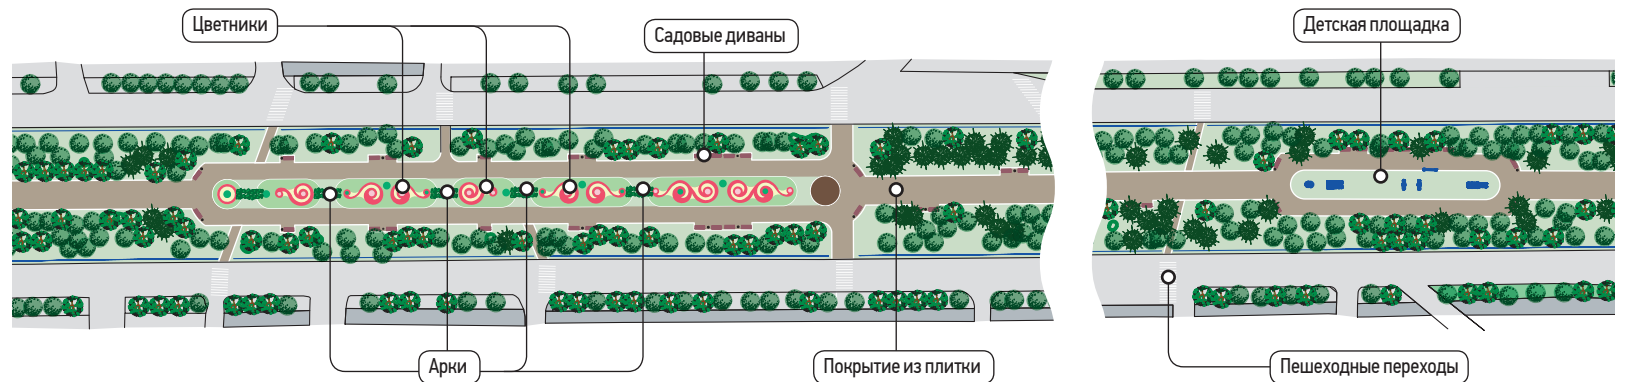 Цветники
Садовые диваны
Детская площадка
Арки
Покрытие из плитки
Пешеходные переходы